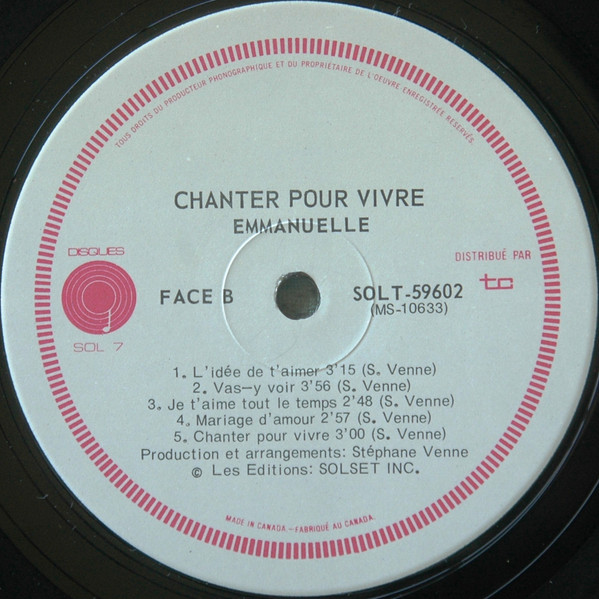 TOUS DROITS DU PRODUCTEUR PHONOGRAPHIQUE ET DU PROPRIÉTAIRE DE L'OEUVRE ENREGISTRÉE RESERVÉS.
CHANTER POUR VIVRE
EMMANUELLE
DISQUES
SOL 7
DISTRIBUÉ PAR
tc
FACE B
SOLT-59602
(MS-10633)
1. L'idée de t'aimer 3'15 (S. Venne)
2. Vas-y voir 3'56 (S. Venne)
3. Je t'aime tout le temps 2'48 (S. Venne)
4. Mariage d'amour 2'57 (S. Venne)
5. Chanter pour vivre 3'00 (S. Venne)
Production et arrangements: Stéphane Venne
© Les Editions: SOLSET INC.
MADE IN CANADA. – FABRIQUÉ AU CANADA.